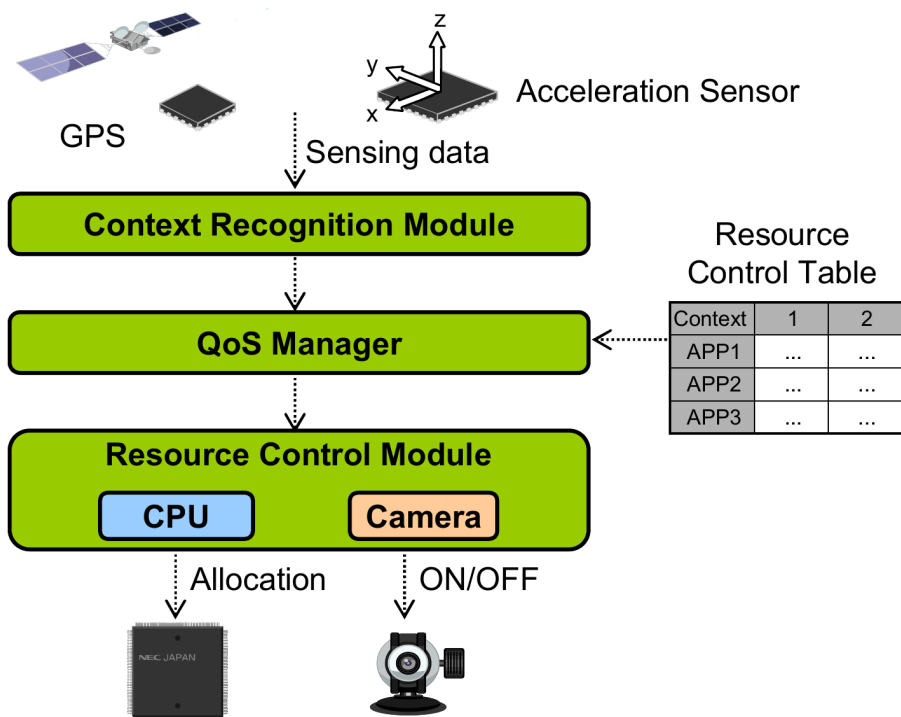 z
y
x
Acceleration Sensor
GPS
Sensing data
Context Recognition Module
Resource
Control Table
Context 1 2
APP1 ... ...
APP2 ... ...
APP3 ... ...
QoS Manager
Resource Control Module
CPU Camera
Allocation ON/OFF
NEC JAPAN